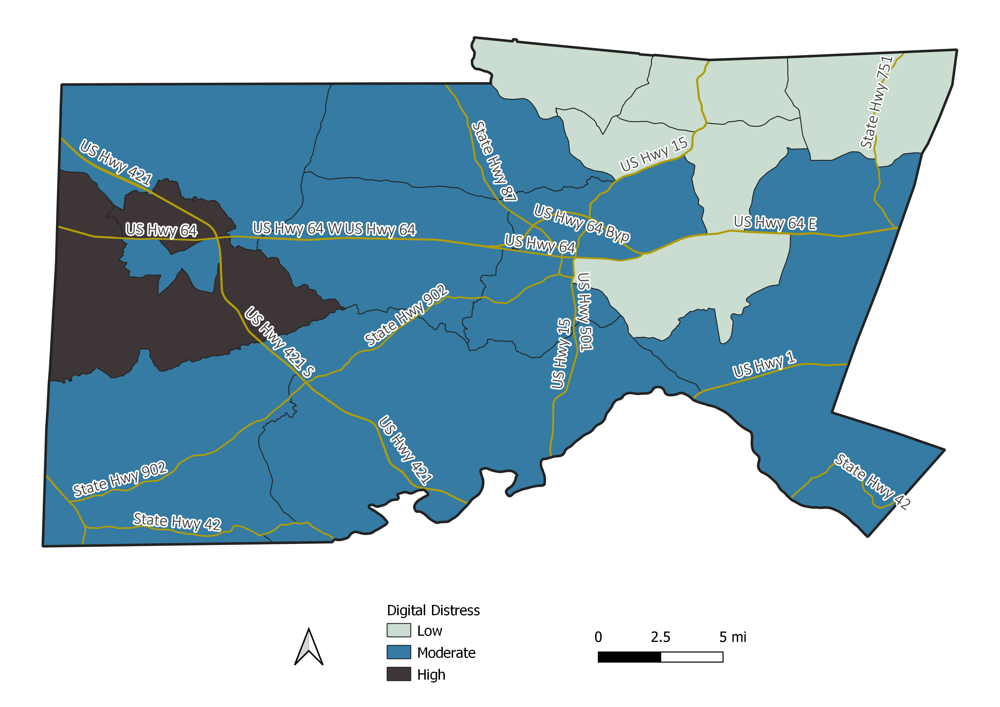 State Hwy 751
US Hwy 421
State Hwy 87
US Hwy 15
US Hwy 64
US Hwy 64 W
US Hwy 64
US Hwy 64 Byp
US Hwy 64 E
US Hwy 64
State Hwy 902
US Hwy 501
US Hwy 15
US Hwy 421 S
US Hwy 1
US Hwy 421
State Hwy 902
State Hwy 42
State Hwy 42
Digital Distress
Low
Moderate
High
0 2.5 5 mi